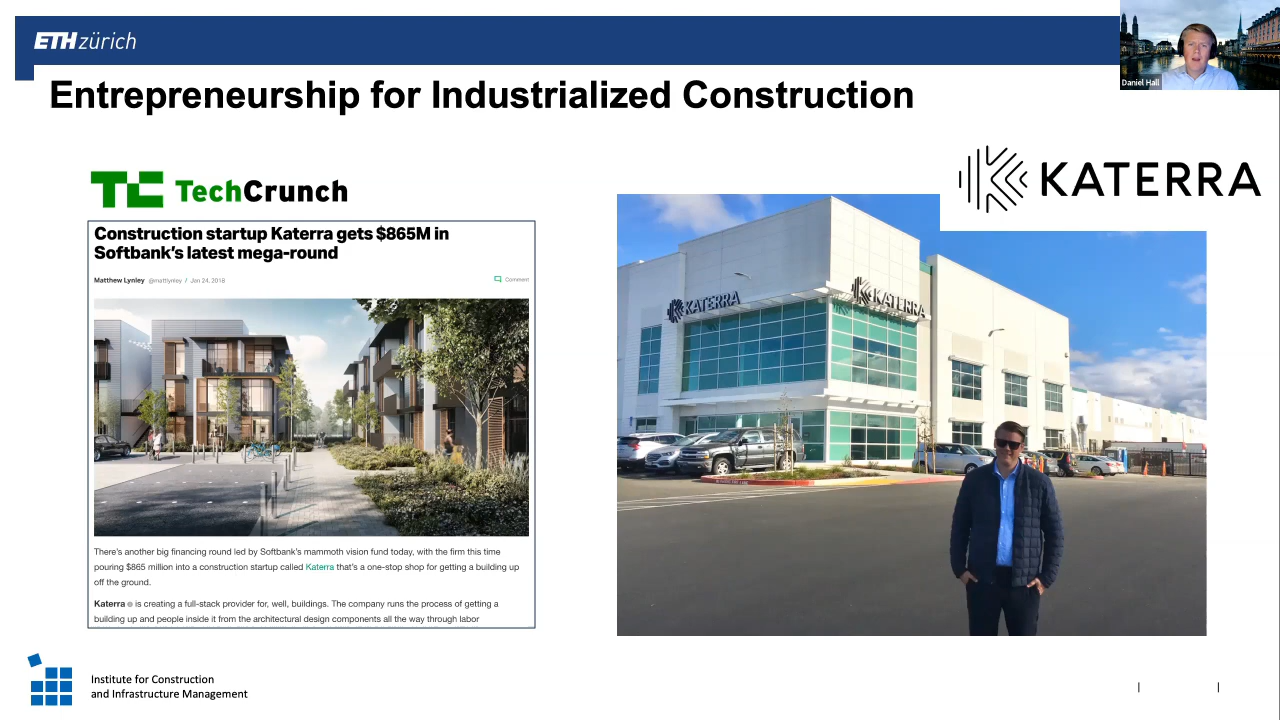 ETH zürich
Daniel Hall
Entrepreneurship for Industrialized Construction
KATERRA
TC TechCrunch
Construction startup Katerra gets $865M in
Softbank's latest mega-round
Matthew Lynley @mattlynley / Jan 24, 2018 Comment
There's another big financing round led by Softbank's mammoth vision fund today, with the firm this time
pouring $865 million into a construction startup called Katerra that's a one-stop shop for getting a building up
off the ground.
Katerra is creating a full-stack provider for, well, buildings. The company runs the process of getting a
building up and people inside it from the architectural design components all the way through labor
KATERRA
KATERRA
Institute for Construction
and Infrastructure Management
| |